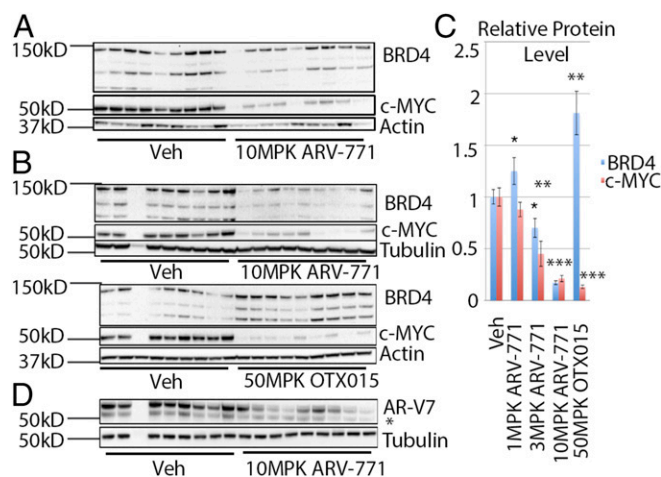 A
150kD
BRD4
50kD
c-MYC
37kD
Actin
Veh
10MPK ARV-771
B
150kD
BRD4
50kD
c-MYC
50kD
Tubulin
Veh
10MPK ARV-771
150kD
BRD4
50kD
c-MYC
37kD
Actin
Veh
50MPK OTX015
D
50kD
AR-V7
*
50kD
Tubulin
Veh
10MPK ARV-771
C
Relative Protein
Level
2.5
2
1.5
1
0.5
0
*
**
*
***
**
***
BRD4
c-MYC
Veh
1MPK ARV-771
3MPK ARV-771
10MPK ARV-771
50MPK OTX015